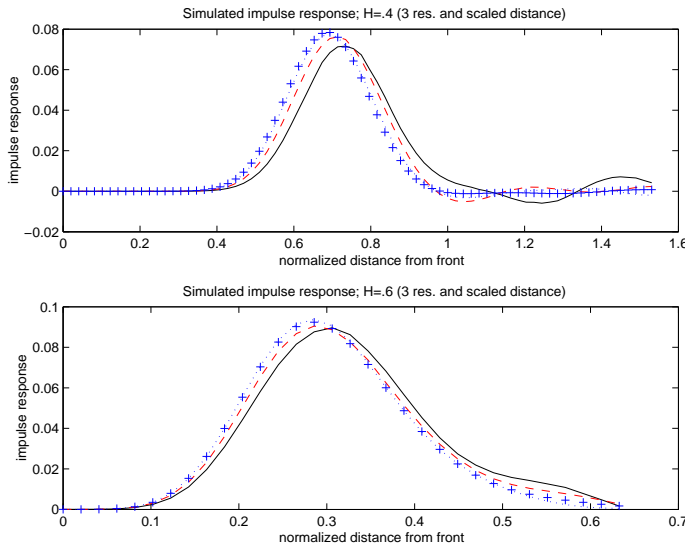 Simulated impulse response; H=.4 (3 res. and scaled distance)
0.08
0.06
0.04
0.02
0
−0.02
impulse response
0 0.2 0.4 0.6 0.8 1 1.2 1.4 1.6
normalized distance from front
Simulated impulse response; H=.6 (3 res. and scaled distance)
0.1
0.08
0.06
0.04
0.02
0
impulse response
0 0.1 0.2 0.3 0.4 0.5 0.6 0.7
normalized distance from front